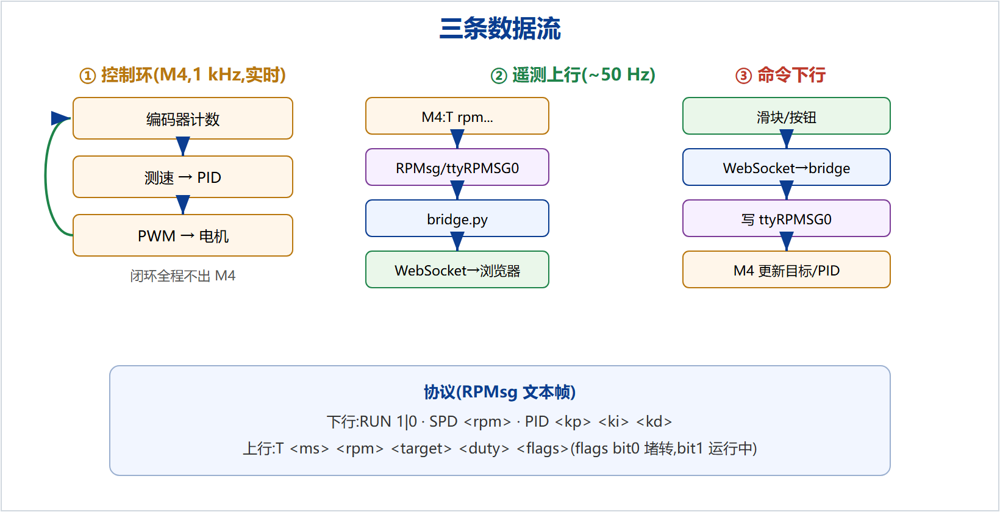 三条数据流
① 控制环(M4,1 kHz,实时)
编码器计数
测速 → PID
PWM → 电机
闭环全程不出 M4
② 遥测上行(~50 Hz)
M4:T rpm...
RPMsg/ttyRPMSG0
bridge.py
WebSocket→浏览器
③ 命令下行
滑块/按钮
WebSocket→bridge
写 ttyRPMSG0
M4 更新目标/PID
协议(RPMsg 文本帧)
下行:RUN 1|0 · SPD <rpm> · PID <kp> <ki> <kd>
上行:T <ms> <rpm> <target> <duty> <flags>(flags bit0 堵转,bit1 运行中)